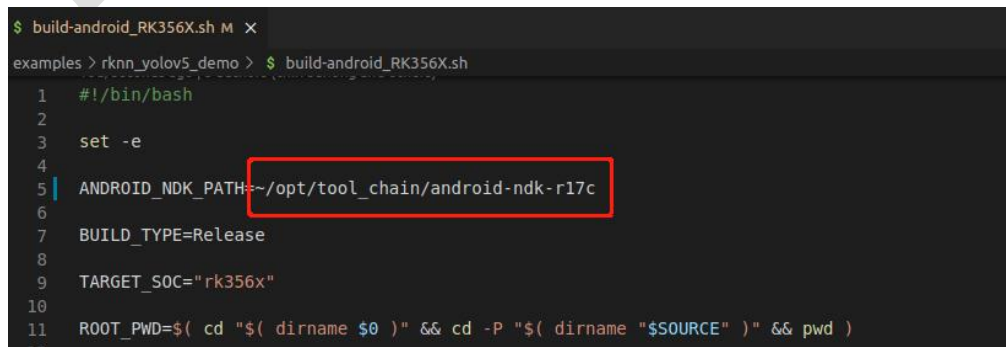 $ build-android_RK356X.sh M ×
examples > rknn_yolov5_demo > $ build-android_RK356X.sh
1 #!/bin/bash
2
3 set -e
4
5 ANDROID_NDK_PATH=~/opt/tool_chain/android-ndk-r17c
6
7 BUILD_TYPE=Release
8
9 TARGET_SOC="rk356x"
10
11 ROOT_PWD=$( cd "$( dirname $0 )" && cd -P "$( dirname "$SOURCE" )" && pwd )